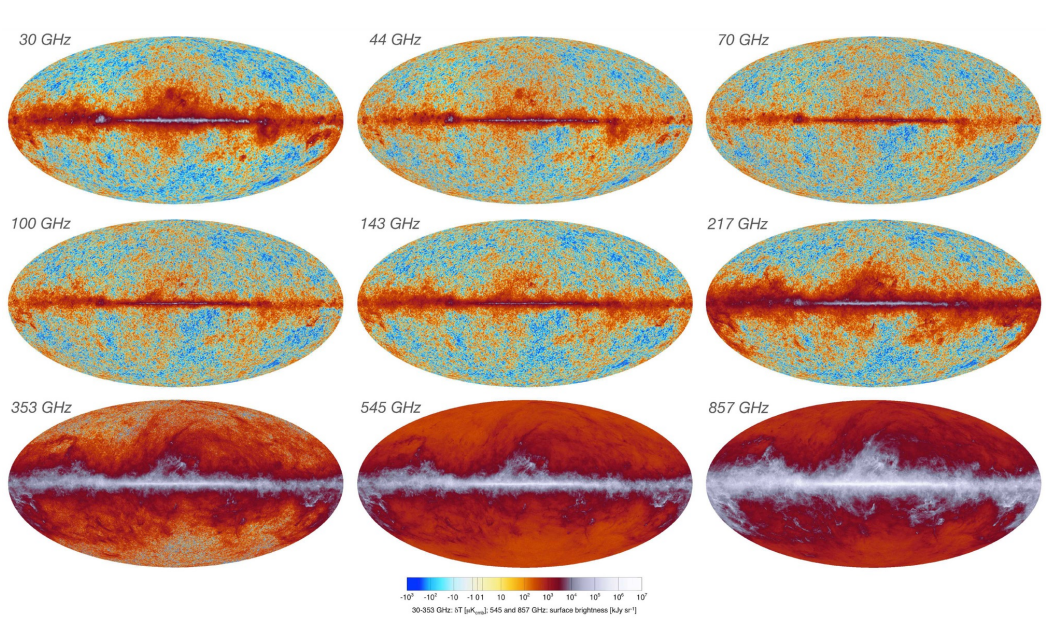 30 GHz
44 GHz
70 GHz
100 GHz
143 GHz
217 GHz
353 GHz
545 GHz
857 GHz
-10³ -10² -10 -1 0 1 10 10² 10³ 10⁴ 10⁵ 10⁶ 10⁷
30-353 GHz: δT [μK_cmb]; 545 and 857 GHz: surface brightness [kJy sr⁻¹]